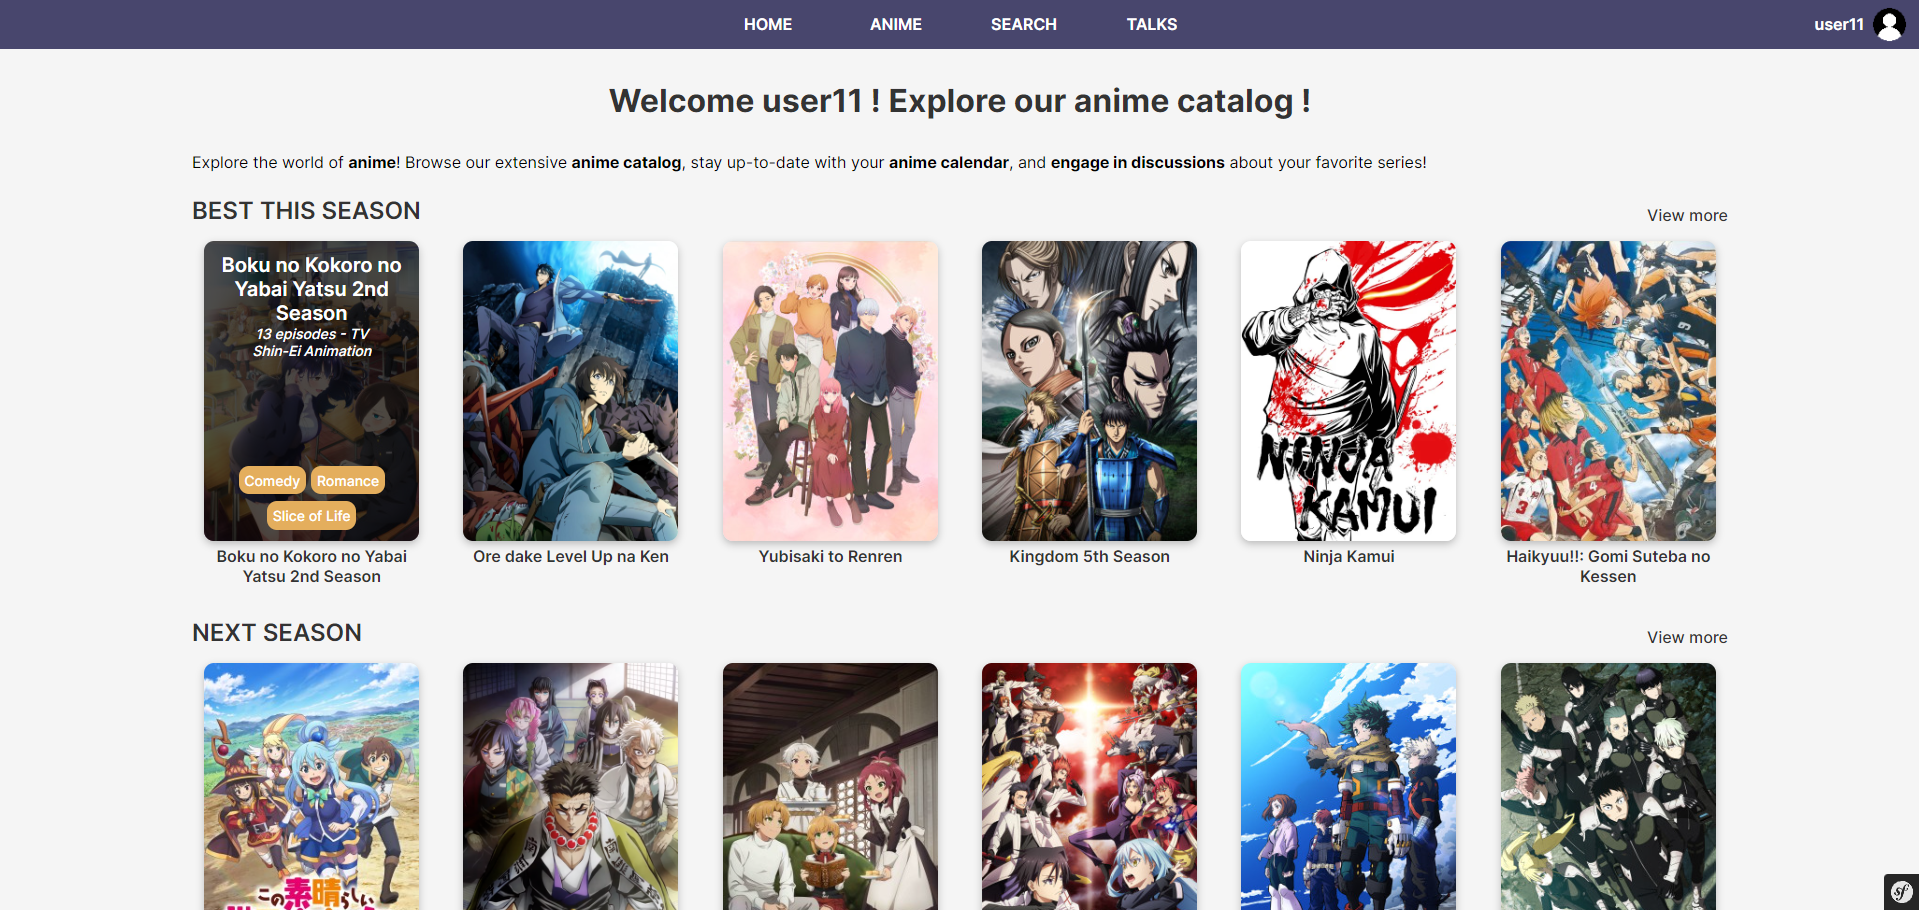 HOME ANIME SEARCH TALKS user11
Welcome user11 ! Explore our anime catalog !
Explore the world of anime! Browse our extensive anime catalog, stay up-to-date with your anime calendar, and engage in discussions about your favorite series!
BEST THIS SEASON
View more
Boku no Kokoro no
Yabai Yatsu 2nd
Season
13 episodes - TV
Shin-Ei Animation
Comedy Romance
Slice of Life
NINJA
KAMUI
Boku no Kokoro no Yabai
Yatsu 2nd Season
Ore dake Level Up na Ken
Yubisaki to Renren
Kingdom 5th Season
Ninja Kamui
Haikyuu!!: Gomi Suteba no
Kessen
NEXT SEASON
View more
この素晴らしい
sf